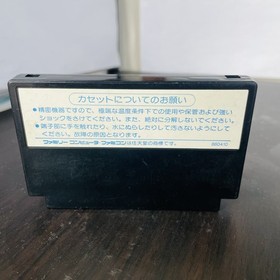 カセットについてのお願い
●精密機器ですので、極端な温度条件下での使用や保管および強い
ショックをさけてください。また、絶対に分解しないでください。
●端子部に手を触れたり、水にぬらしたりして汚さないようにして
ください。故障の原因となります。
ファミリーコンピュータ ファミコンは任天堂の商標です。